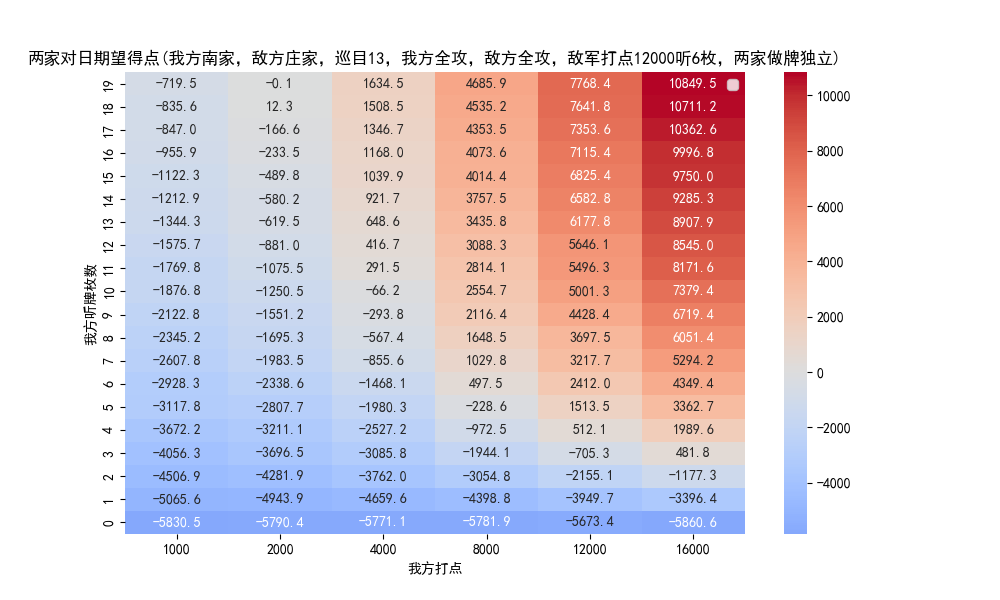 两家对日期望得点(我方南家，敌方庄家，巡目13，我方全攻，敌方全攻，敌军打点12000听6枚，两家做牌独立)
19 -719.5 -0.1 1634.5 4685.9 7768.4 10849.5
18 -835.6 12.3 1508.5 4535.2 7641.8 10711.2
17 -847.0 -166.6 1346.7 4353.5 7353.6 10362.6
16 -955.9 -233.5 1168.0 4073.6 7115.4 9996.8
15 -1122.3 -489.8 1039.9 4014.4 6825.4 9750.0
14 -1212.9 -580.2 921.7 3757.5 6582.8 9285.3
13 -1344.3 -619.5 648.6 3435.8 6177.8 8907.9
12 -1575.7 -881.0 416.7 3088.3 5646.1 8545.0
11 -1769.8 -1075.5 291.5 2814.1 5496.3 8171.6
10 -1876.8 -1250.5 -66.2 2554.7 5001.3 7379.4
9 -2122.8 -1551.2 -293.8 2116.4 4428.4 6719.4
8 -2345.2 -1695.3 -567.4 1648.5 3697.5 6051.4
7 -2607.8 -1983.5 -855.6 1029.8 3217.7 5294.2
6 -2928.3 -2338.6 -1468.1 497.5 2412.0 4349.4
5 -3117.8 -2807.7 -1980.3 -228.6 1513.5 3362.7
4 -3672.2 -3211.1 -2527.2 -972.5 512.1 1989.6
3 -4056.3 -3696.5 -3085.8 -1944.1 -705.3 481.8
2 -4506.9 -4281.9 -3762.0 -3054.8 -2155.1 -1177.3
1 -5065.6 -4943.9 -4659.6 -4398.8 -3949.7 -3396.4
0 -5830.5 -5790.4 -5771.1 -5781.9 -5673.4 -5860.6
1000 2000 4000 8000 12000 16000
我方打点
我方听牌枚数
10000
8000
6000
4000
2000
0
-2000
-4000